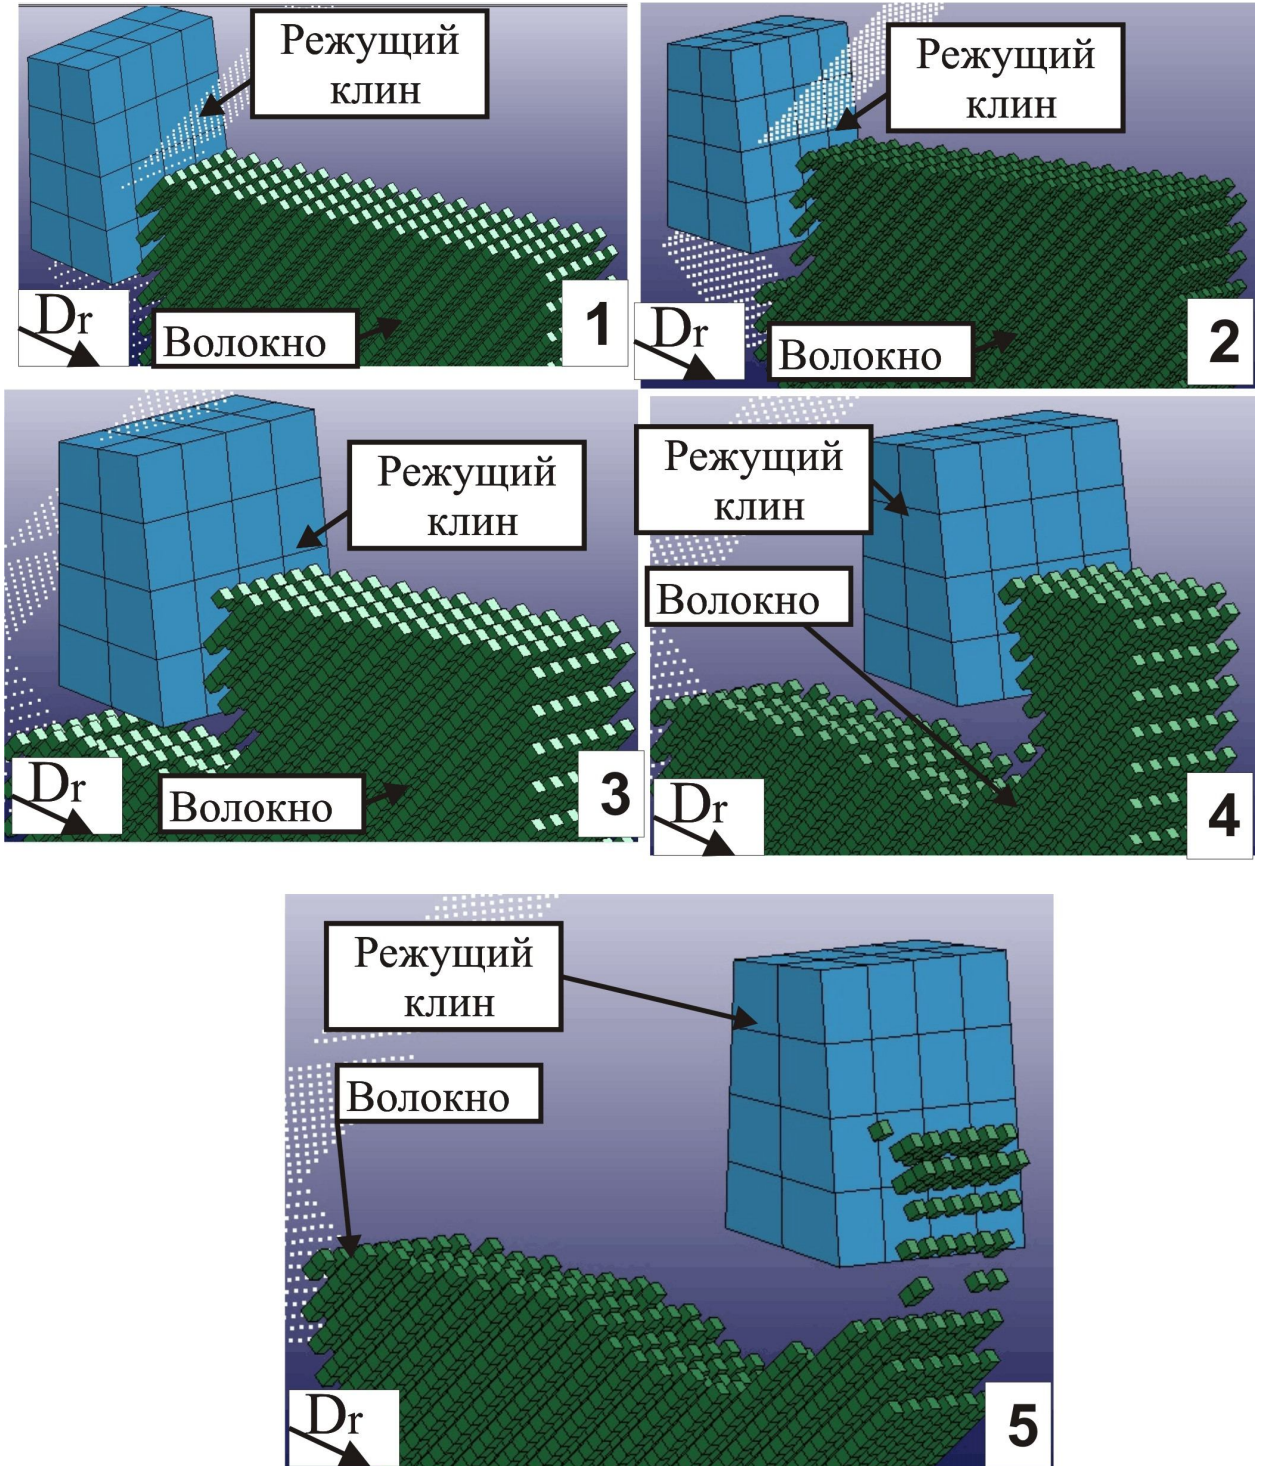 Режущий
клин
Dr
Волокно
1
Режущий
клин
Dr
Волокно
2
Режущий
клин
Dr
Волокно
3
Режущий
клин
Волокно
Dr
4
Режущий
клин
Волокно
Dr
5